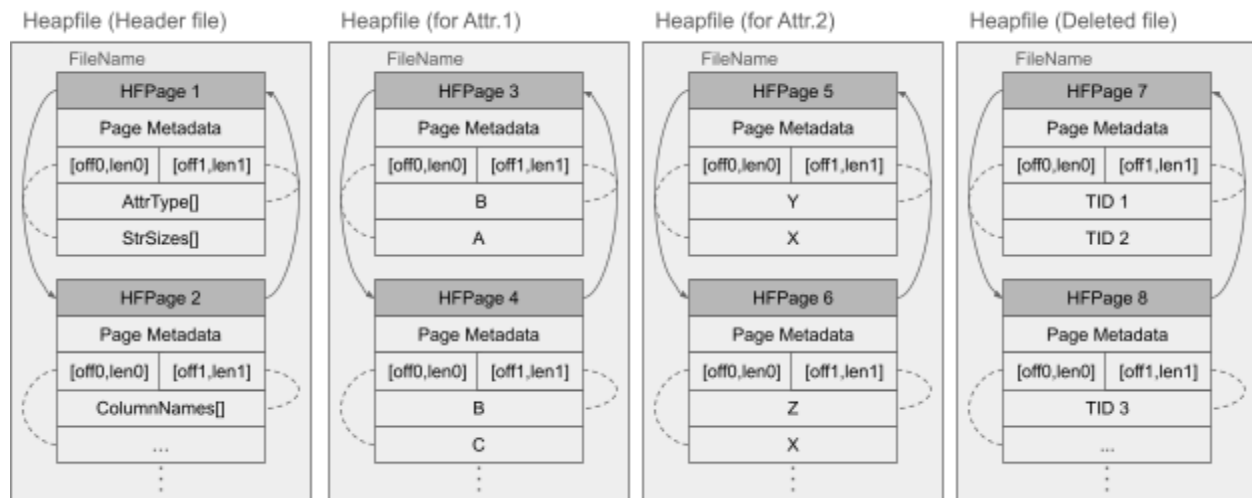 Heapfile (Header file)
FileName
HFPage 1
Page Metadata
[off0,len0] [off1,len1]
AttrType[]
StrSizes[]
HFPage 2
Page Metadata
[off0,len0] [off1,len1]
ColumnNames[]
...
Heapfile (for Attr.1)
FileName
HFPage 3
Page Metadata
[off0,len0] [off1,len1]
B
A
HFPage 4
Page Metadata
[off0,len0] [off1,len1]
B
C
Heapfile (for Attr.2)
FileName
HFPage 5
Page Metadata
[off0,len0] [off1,len1]
Y
X
HFPage 6
Page Metadata
[off0,len0] [off1,len1]
Z
X
Heapfile (Deleted file)
FileName
HFPage 7
Page Metadata
[off0,len0] [off1,len1]
TID 1
TID 2
HFPage 8
Page Metadata
[off0,len0] [off1,len1]
TID 3
...